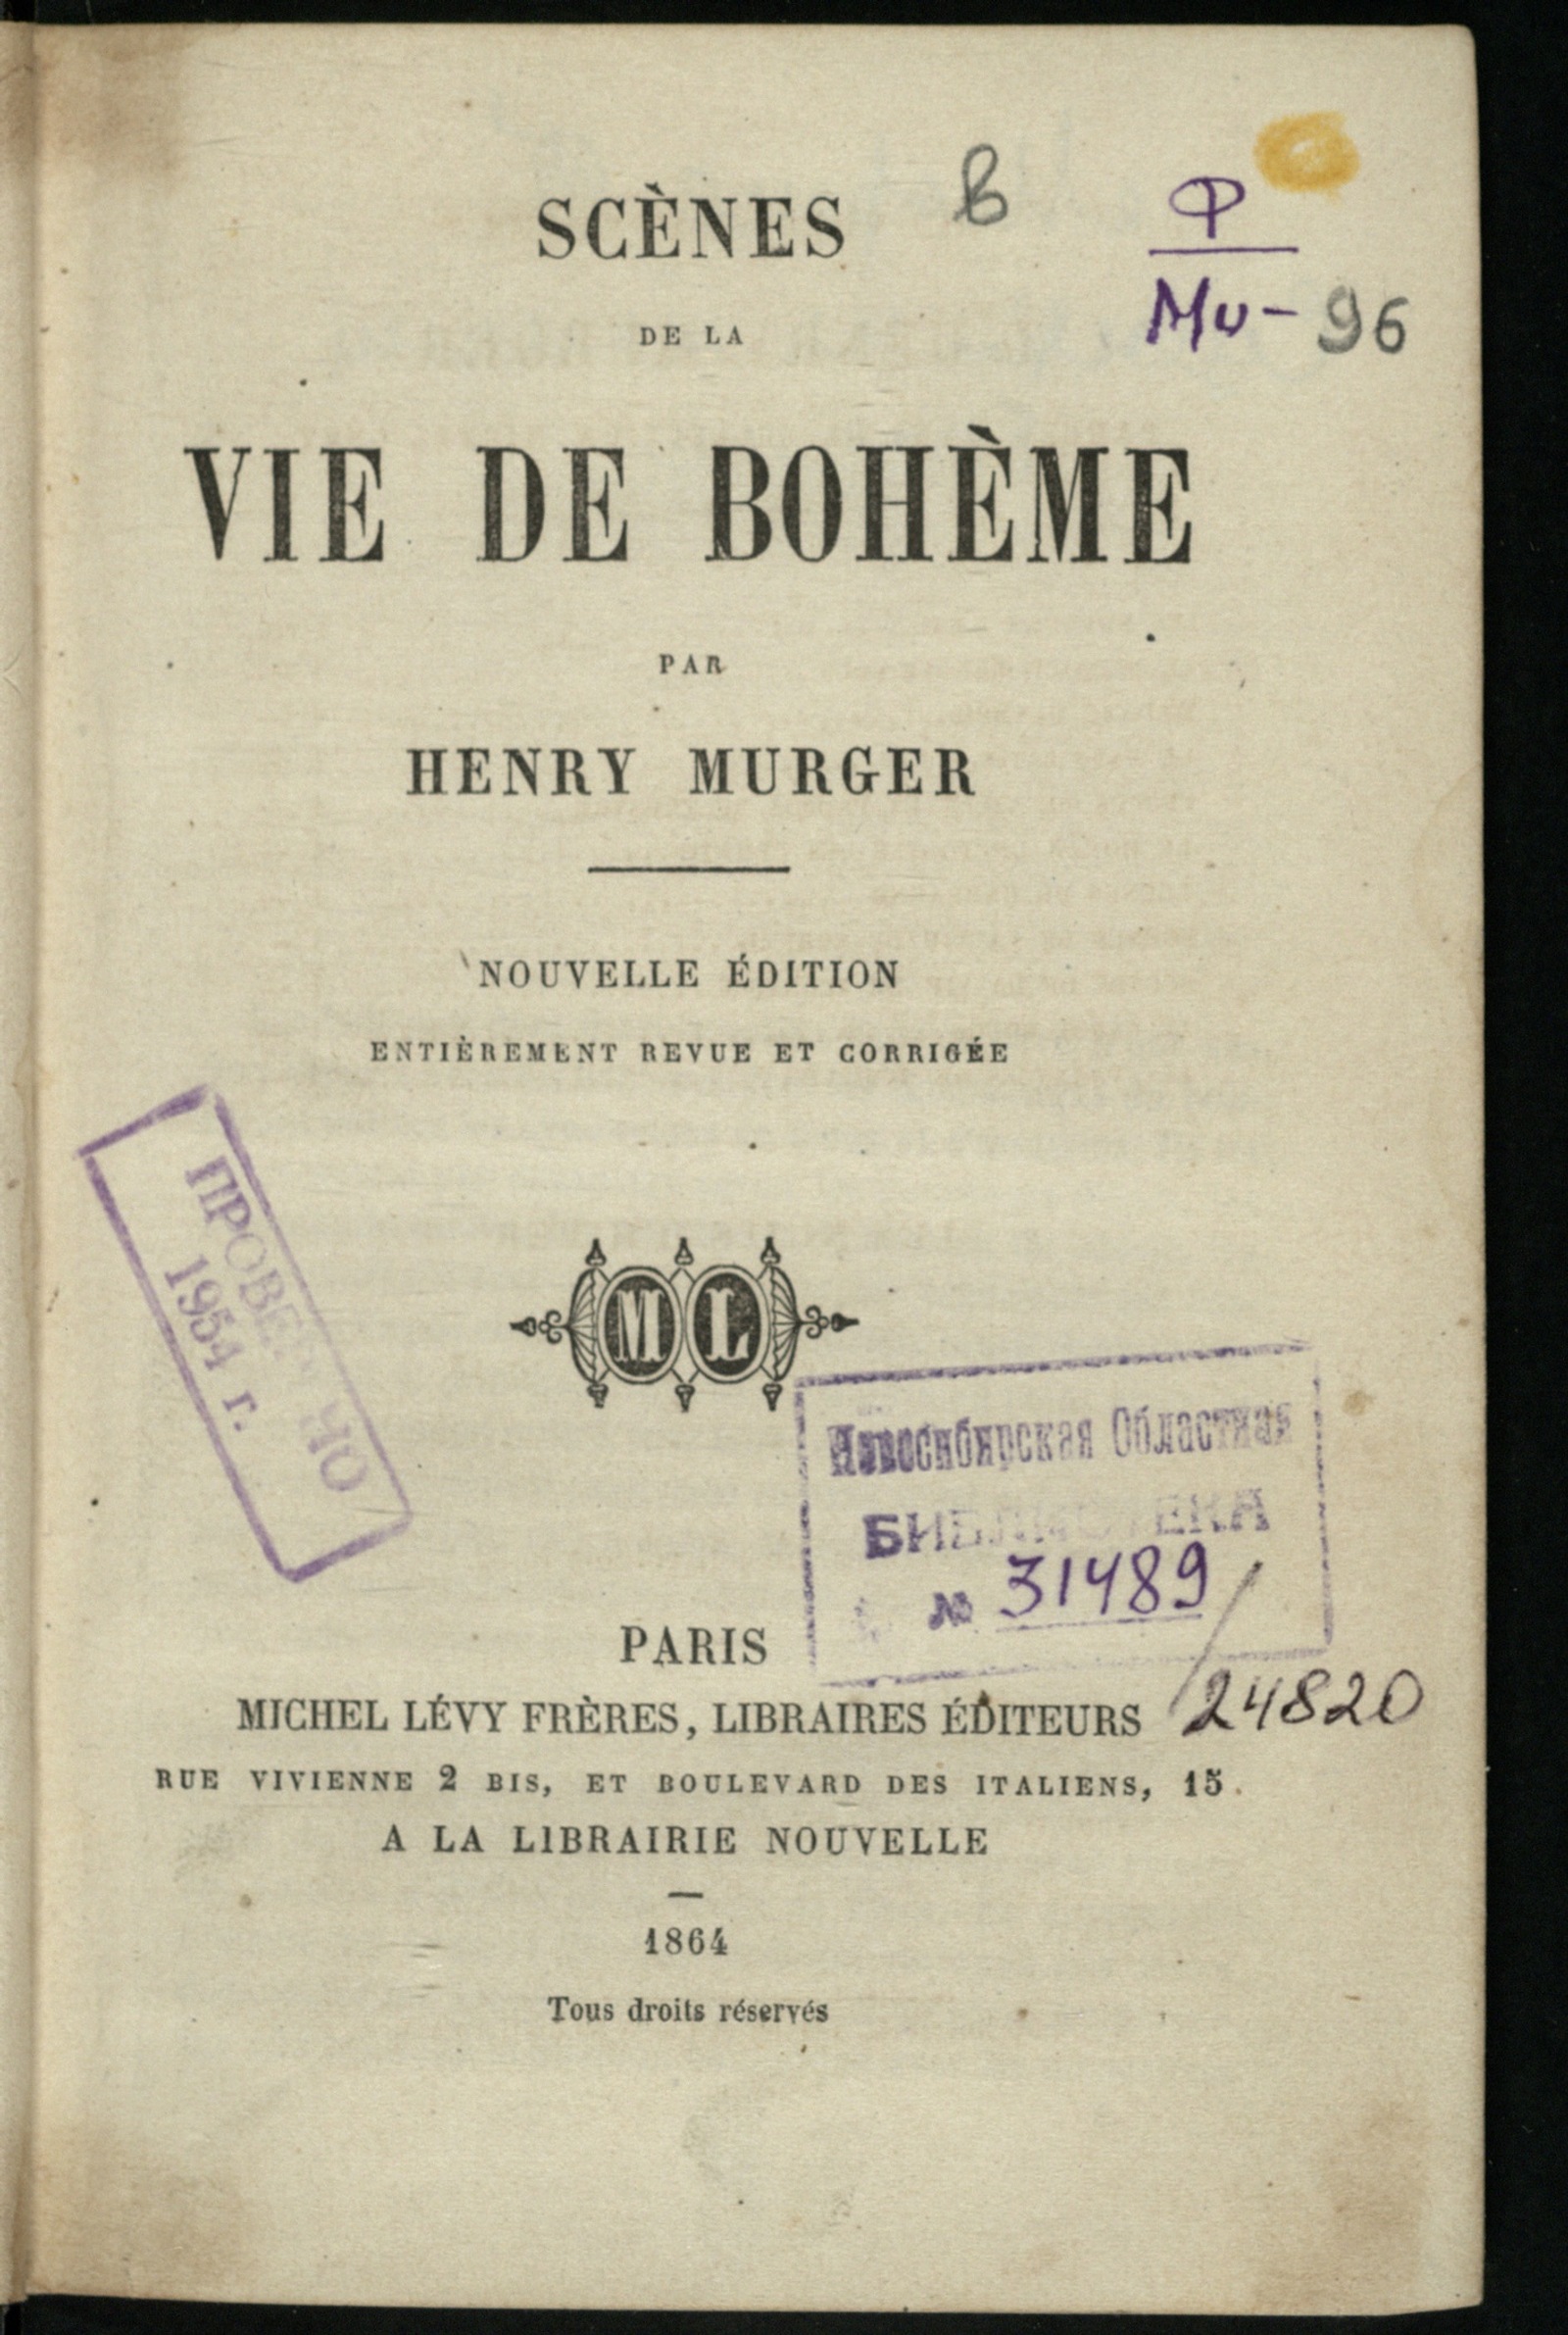 SCÈNES
в
Ф
Mu - 96
DE LA
VIE DE BOHÈME
PAR
HENRY MURGER
NOUVELLE ÉDITION
ENTIÈREMENT REVUE ET CORRIGÉE
ПРОВЕРЕНО
1954 г.
M L
Новосибирская Областная
БИБЛИОТЕКА
№ 31489
PARIS
MICHEL LÉVY FRÈRES, LIBRAIRES ÉDITEURS
24820
RUE VIVIENNE 2 BIS, ET BOULEVARD DES ITALIENS, 15.
A LA LIBRAIRIE NOUVELLE
1864
Tous droits réservés